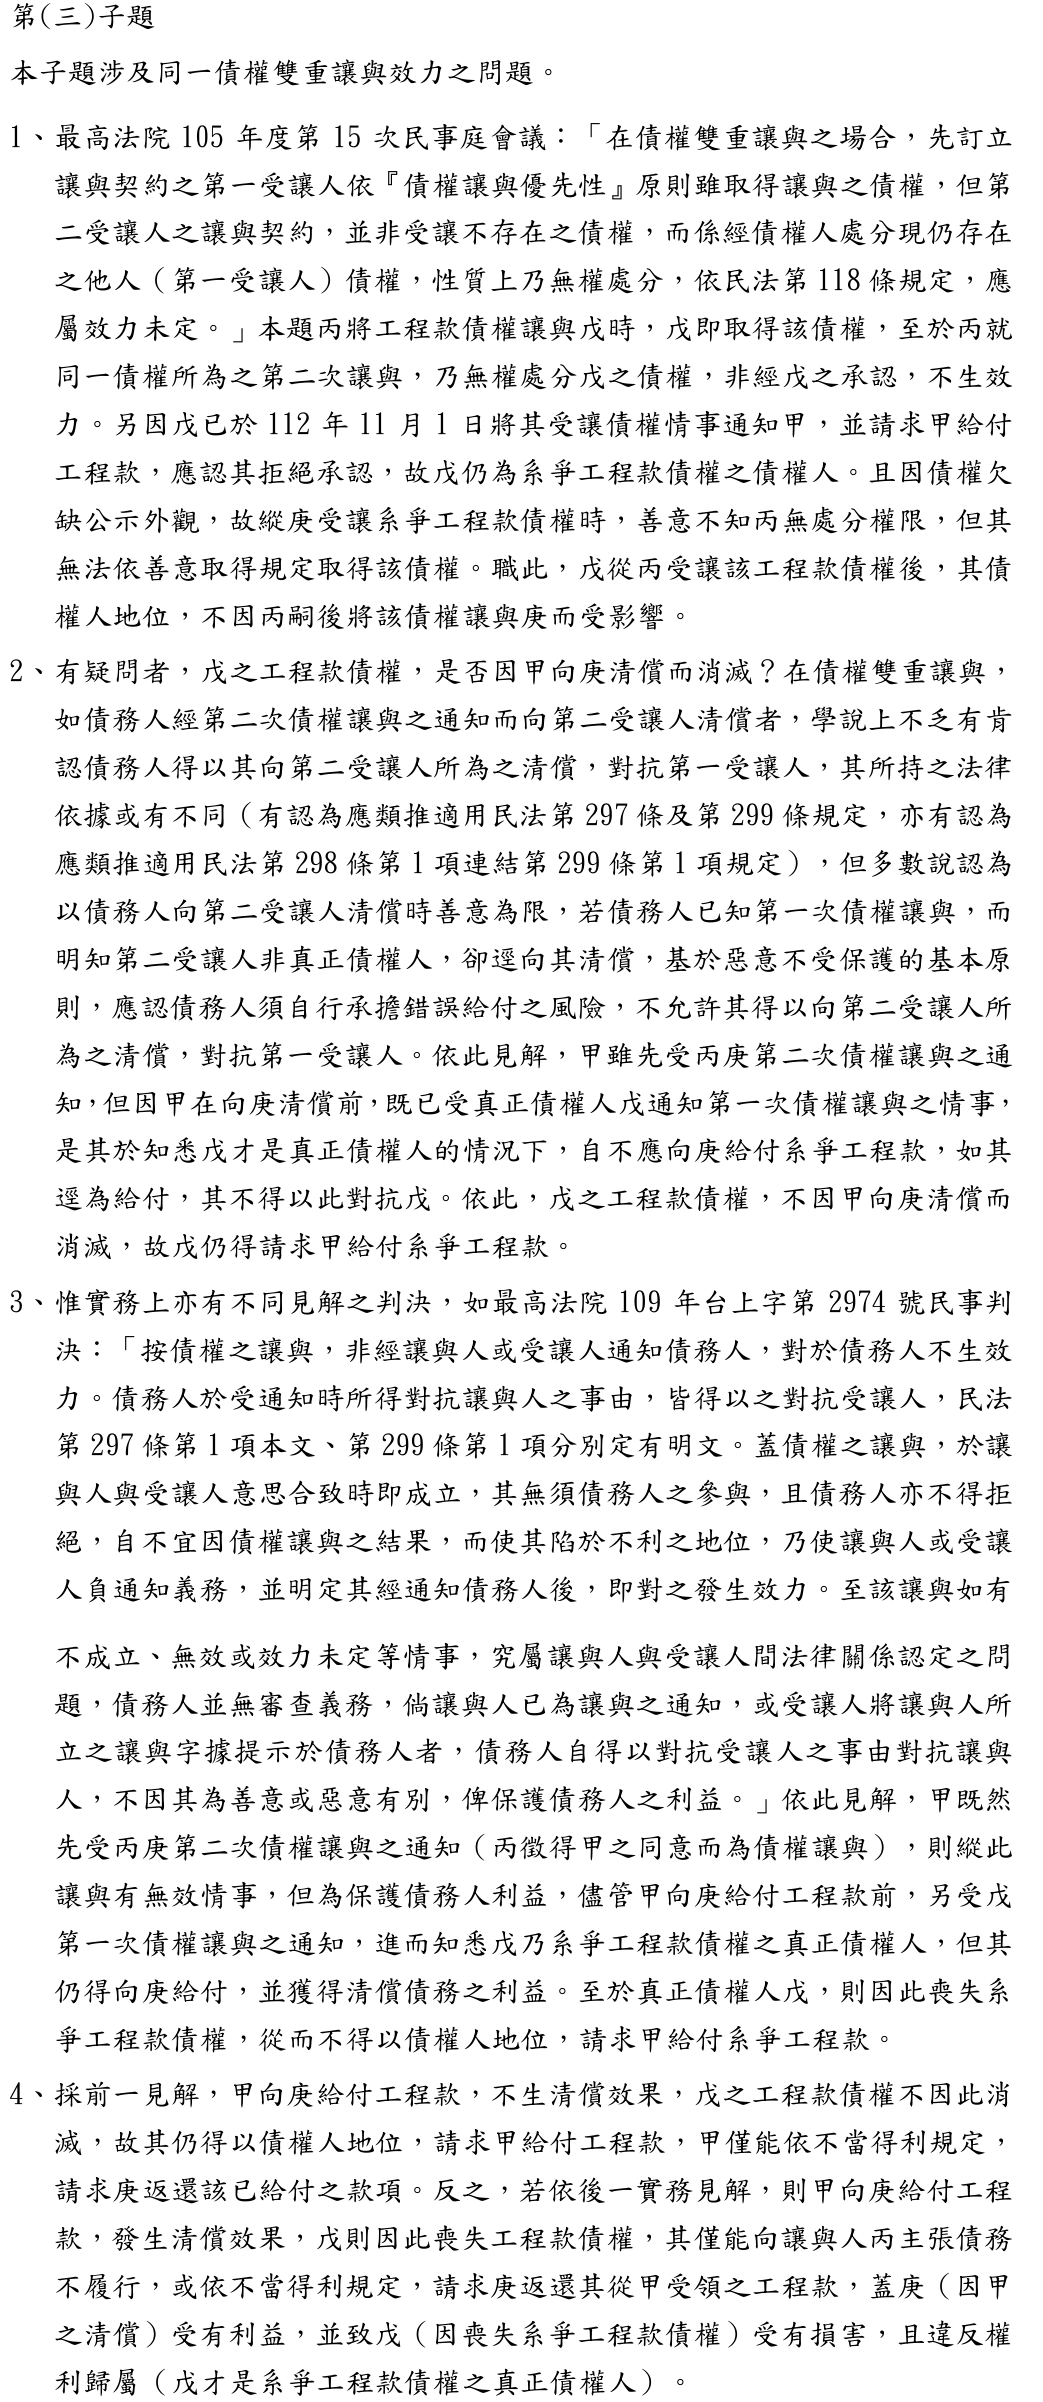 第(三)子題
本子題涉及同一債權雙重讓與效力之問題。
1、最高法院 105 年度第 15 次民事庭會議：「在債權雙重讓與之場合，先訂立
讓與契約之第一受讓人依『債權讓與優先性』原則雖取得讓與之債權，但第
二受讓人之讓與契約，並非受讓不存在之債權，而係經債權人處分現仍存在
之他人（第一受讓人）債權，性質上乃無權處分，依民法第 118 條規定，應
屬效力未定。」本題丙將工程款債權讓與戊時，戊即取得該債權，至於丙就
同一債權所為之第二次讓與，乃無權處分戊之債權，非經戊之承認，不生效
力。另因戊已於 112 年 11 月 1 日將其受讓債權情事通知甲，並請求甲給付
工程款，應認其拒絕承認，故戊仍為系爭工程款債權之債權人。且因債權欠
缺公示外觀，故縱庚受讓系爭工程款債權時，善意不知丙無處分權限，但其
無法依善意取得規定取得該債權。職此，戊從丙受讓該工程款債權後，其債
權人地位，不因丙嗣後將該債權讓與庚而受影響。
2、有疑問者，戊之工程款債權，是否因甲向庚清償而消滅？在債權雙重讓與，
如債務人經第二次債權讓與之通知而向第二受讓人清償者，學說上不乏有肯
認債務人得以其向第二受讓人所為之清償，對抗第一受讓人，其所持之法律
依據或有不同（有認為應類推適用民法第 297 條及第 299 條規定，亦有認為
應類推適用民法第 298 條第 1 項連結第 299 條第 1 項規定），但多數說認為
以債務人向第二受讓人清償時善意為限，若債務人已知第一次債權讓與，而
明知第二受讓人非真正債權人，卻逕向其清償，基於惡意不受保護的基本原
則，應認債務人須自行承擔錯誤給付之風險，不允許其得以向第二受讓人所
為之清償，對抗第一受讓人。依此見解，甲雖先受丙庚第二次債權讓與之通
知，但因甲在向庚清償前，既已受真正債權人戊通知第一次債權讓與之情事，
是其於知悉戊才是真正債權人的情況下，自不應向庚給付系爭工程款，如其
逕為給付，其不得以此對抗戊。依此，戊之工程款債權，不因甲向庚清償而
消滅，故戊仍得請求甲給付系爭工程款。
3、惟實務上亦有不同見解之判決，如最高法院 109 年台上字第 2974 號民事判
決：「按債權之讓與，非經讓與人或受讓人通知債務人，對於債務人不生效
力。債務人於受通知時所得對抗讓與人之事由，皆得以之對抗受讓人，民法
第 297 條第 1 項本文、第 299 條第 1 項分別定有明文。蓋債權之讓與，於讓
與人與受讓人意思合致時即成立，其無須債務人之參與，且債務人亦不得拒
絕，自不宜因債權讓與之結果，而使其陷於不利之地位，乃使讓與人或受讓
人負通知義務，並明定其經通知債務人後，即對之發生效力。至該讓與如有
不成立、無效或效力未定等情事，究屬讓與人與受讓人間法律關係認定之問
題，債務人並無審查義務，倘讓與人已為讓與之通知，或受讓人將讓與人所
立之讓與字據提示於債務人者，債務人自得以對抗受讓人之事由對抗讓與
人，不因其為善意或惡意有別，俾保護債務人之利益。」依此見解，甲既然
先受丙庚第二次債權讓與之通知（丙徵得甲之同意而為債權讓與），則縱此
讓與有無效情事，但為保護債務人利益，儘管甲向庚給付工程款前，另受戊
第一次債權讓與之通知，進而知悉戊乃系爭工程款債權之真正債權人，但其
仍得向庚給付，並獲得清償債務之利益。至於真正債權人戊，則因此喪失系
爭工程款債權，從而不得以債權人地位，請求甲給付系爭工程款。
4、採前一見解，甲向庚給付工程款，不生清償效果，戊之工程款債權不因此消
滅，故其仍得以債權人地位，請求甲給付工程款，甲僅能依不當得利規定，
請求庚返還該已給付之款項。反之，若依後一實務見解，則甲向庚給付工程
款，發生清償效果，戊則因此喪失工程款債權，其僅能向讓與人丙主張債務
不履行，或依不當得利規定，請求庚返還其從甲受領之工程款，蓋庚（因甲
之清償）受有利益，並致戊（因喪失系爭工程款債權）受有損害，且違反權
利歸屬（戊才是系爭工程款債權之真正債權人）。